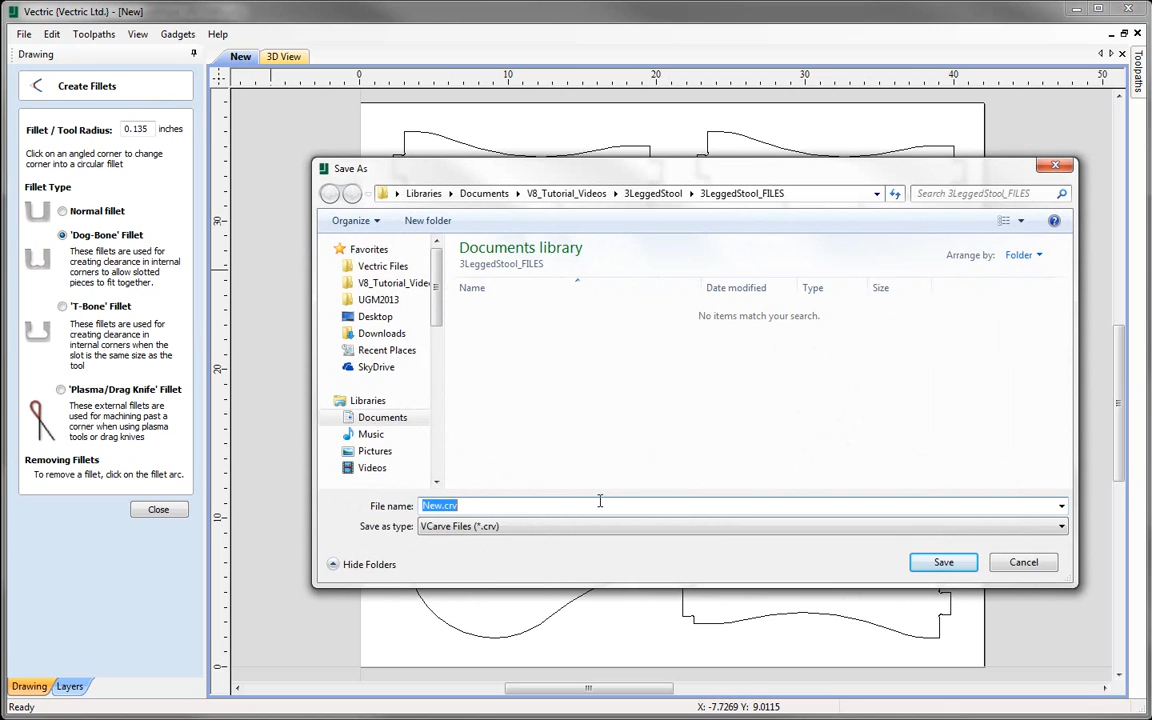 Vectric {Vectric Ltd.} - [New]
File Edit Toolpaths View Gadgets Help
Drawing
Create Fillets
Fillet / Tool Radius: 0.135 inches
Click on an angled corner to change
corner into a circular fillet
Fillet Type
Normal fillet
'Dog-Bone' Fillet
These fillets are used for
creating clearance in internal
corners to allow slotted
pieces to fit together.
'T-Bone' Fillet
These fillets are used for
creating clearance in
internal corners when the
slot is the same size as the
tool
'Plasma/Drag Knife' Fillet
These external fillets are
used for machining past a
corner when using plasma
tools or drag knives
Removing Fillets
To remove a fillet, click on the fillet arc.
Close
Drawing Layers
Ready
New 3D View
0 10 20 30 40 50
30
20
10
0
Toolpaths
Save As
Libraries Documents V8_Tutorial_Videos 3LeggedStool 3LeggedStool_FILES
Search 3LeggedStool_FILES
Organize New folder
Favorites
Vectric Files
V8_Tutorial_Video
UGM2013
Desktop
Downloads
Recent Places
SkyDrive
Libraries
Documents
Music
Pictures
Videos
Documents library
3LeggedStool_FILES
Arrange by: Folder
Name Date modified Type Size
No items match your search.
File name: New.crv
Save as type: VCarve Files (*.crv)
Hide Folders
Save Cancel
X: -7.7269 Y: 9.0115